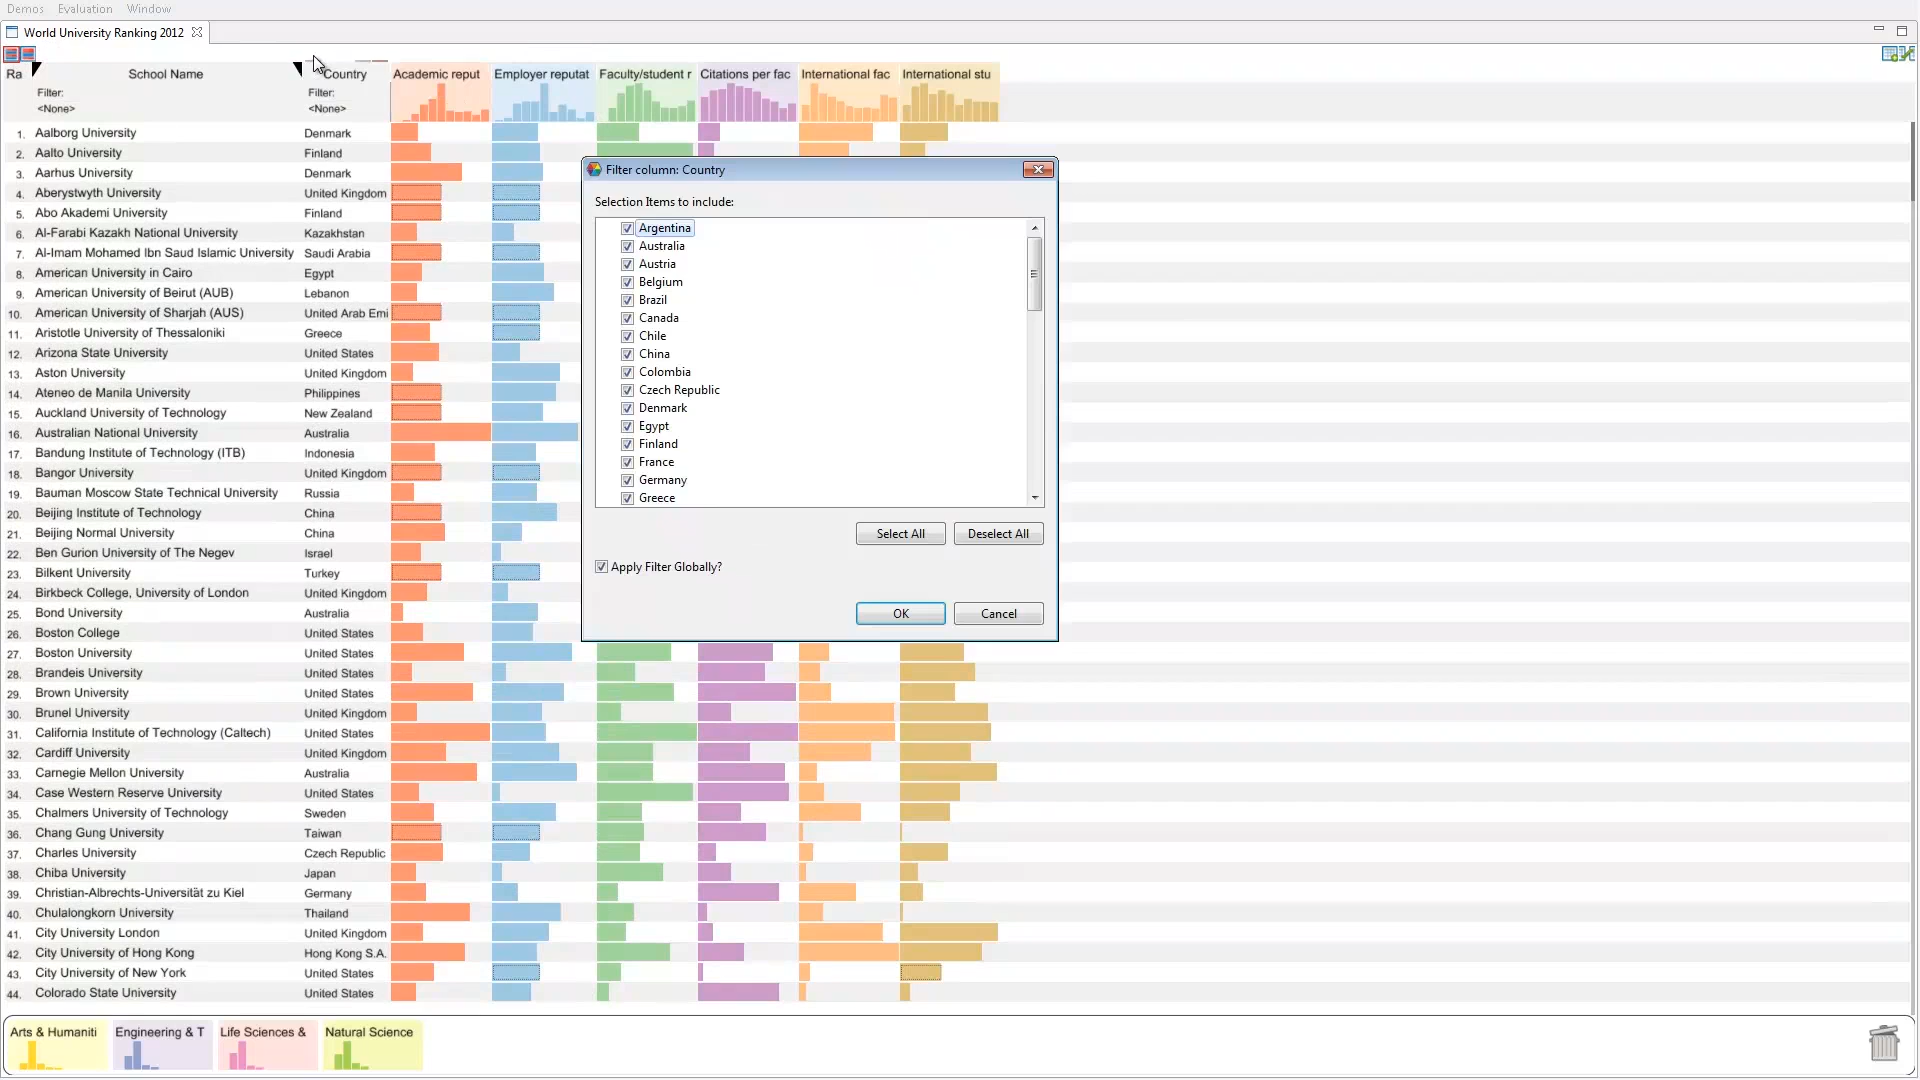 Demos Evaluation Window
World University Ranking 2012
Ra School Name Country Academic reput Employer reputat Faculty/student r Citations per fac International fac International stu
Filter: Filter:
<None> <None>
1. Aalborg University Denmark
2. Aalto University Finland
3. Aarhus University Denmark
4. Aberystwyth University United Kingdom
5. Abo Akademi University Finland
6. Al-Farabi Kazakh National University Kazakhstan
7. Al-Imam Mohamed Ibn Saud Islamic University Saudi Arabia
8. American University in Cairo Egypt
9. American University of Beirut (AUB) Lebanon
10. American University of Sharjah (AUS) United Arab Emi
11. Aristotle University of Thessaloniki Greece
12. Arizona State University United States
13. Aston University United Kingdom
14. Ateneo de Manila University Philippines
15. Auckland University of Technology New Zealand
16. Australian National University Australia
17. Bandung Institute of Technology (ITB) Indonesia
18. Bangor University United Kingdom
19. Bauman Moscow State Technical University Russia
20. Beijing Institute of Technology China
21. Beijing Normal University China
22. Ben Gurion University of The Negev Israel
23. Bilkent University Turkey
24. Birkbeck College, University of London United Kingdom
25. Bond University Australia
26. Boston College United States
27. Boston University United States
28. Brandeis University United States
29. Brown University United States
30. Brunel University United Kingdom
31. California Institute of Technology (Caltech) United States
32. Cardiff University United Kingdom
33. Carnegie Mellon University Australia
34. Case Western Reserve University United States
35. Chalmers University of Technology Sweden
36. Chang Gung University Taiwan
37. Charles University Czech Republic
38. Chiba University Japan
39. Christian-Albrechts-Universität zu Kiel Germany
40. Chulalongkorn University Thailand
41. City University London United Kingdom
42. City University of Hong Kong Hong Kong S.A.
43. City University of New York United States
44. Colorado State University United States
Filter column: Country
Selection Items to include:
Argentina
Australia
Austria
Belgium
Brazil
Canada
Chile
China
Colombia
Czech Republic
Denmark
Egypt
Finland
France
Germany
Greece
Select All Deselect All
Apply Filter Globally?
OK Cancel
Arts & Humaniti Engineering & T Life Sciences & Natural Science